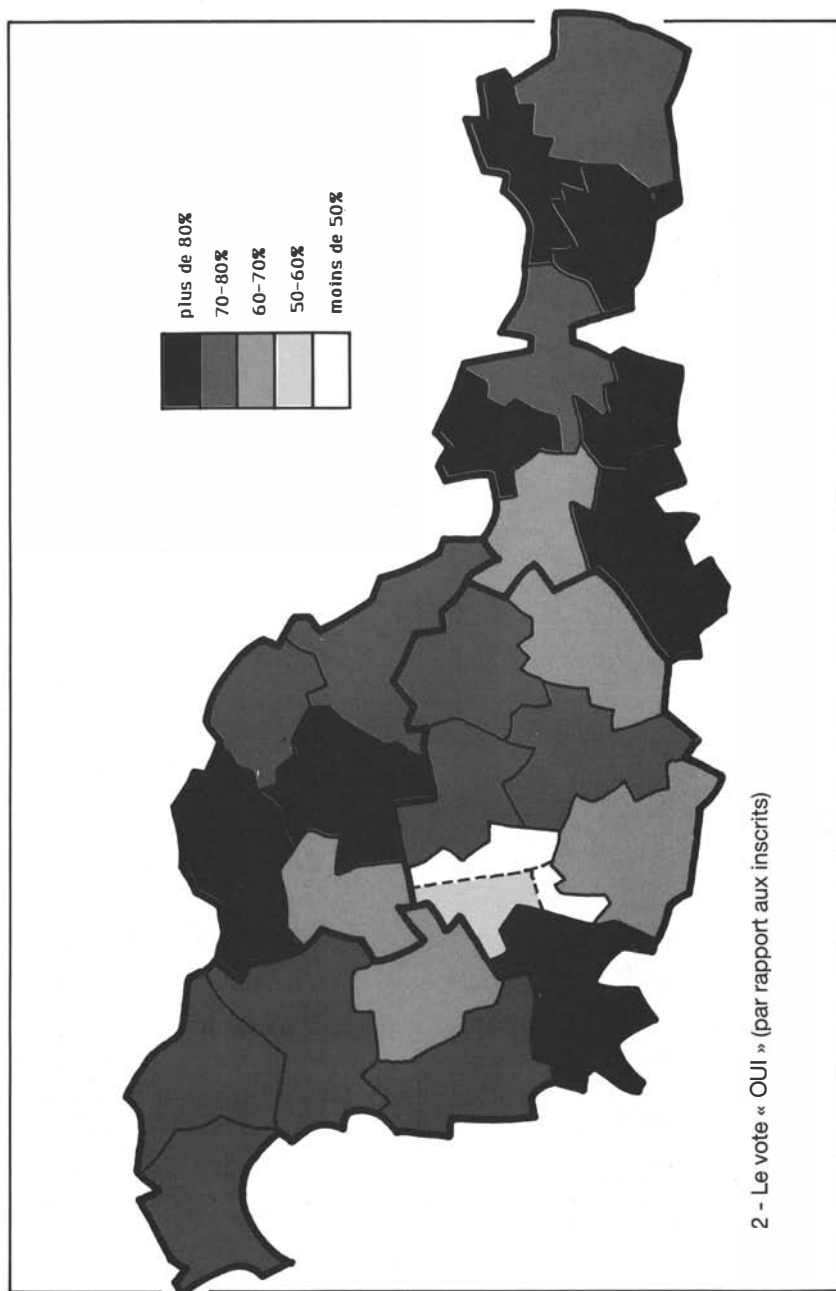 plus de 80%
70-80%
60-70%
50-60%
moins de 50%
2 - Le vote « OUI » (par rapport aux inscrits)